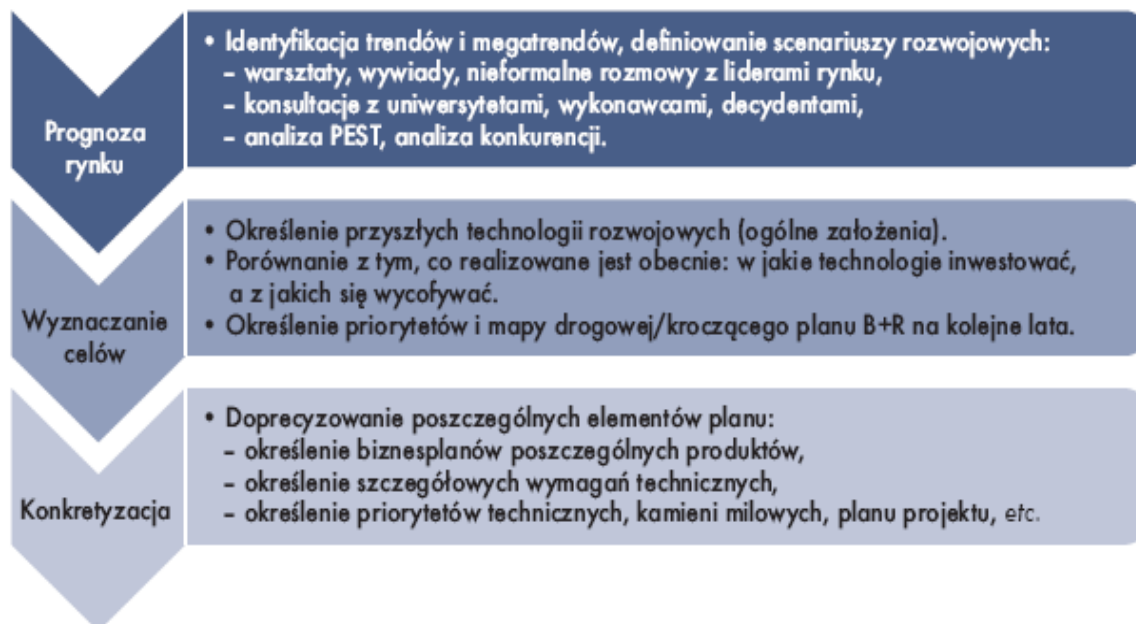 Prognoza
rynku
• Identyfikacja trendów i megatrendów, definiowanie scenariuszy rozwojowych:
– warsztaty, wywiady, nieformalne rozmowy z liderami rynku,
– konsultacje z uniwersytetami, wykonawcami, decydentami,
– analiza PEST, analiza konkurencji.
Wyznaczanie
celów
• Określenie przyszłych technologii rozwojowych (ogólne założenia).
• Porównanie z tym, co realizowane jest obecnie: w jakie technologie inwestować,
a z jakich się wycofywać.
• Określenie priorytetów i mapy drogowej/kroczącego planu B+R na kolejne lata.
Konkretyzacja
• Doprecyzowanie poszczególnych elementów planu:
– określenie biznesplanów poszczególnych produktów,
– określenie szczegółowych wymagań technicznych,
– określenie priorytetów technicznych, kamieni milowych, planu projektu, etc.